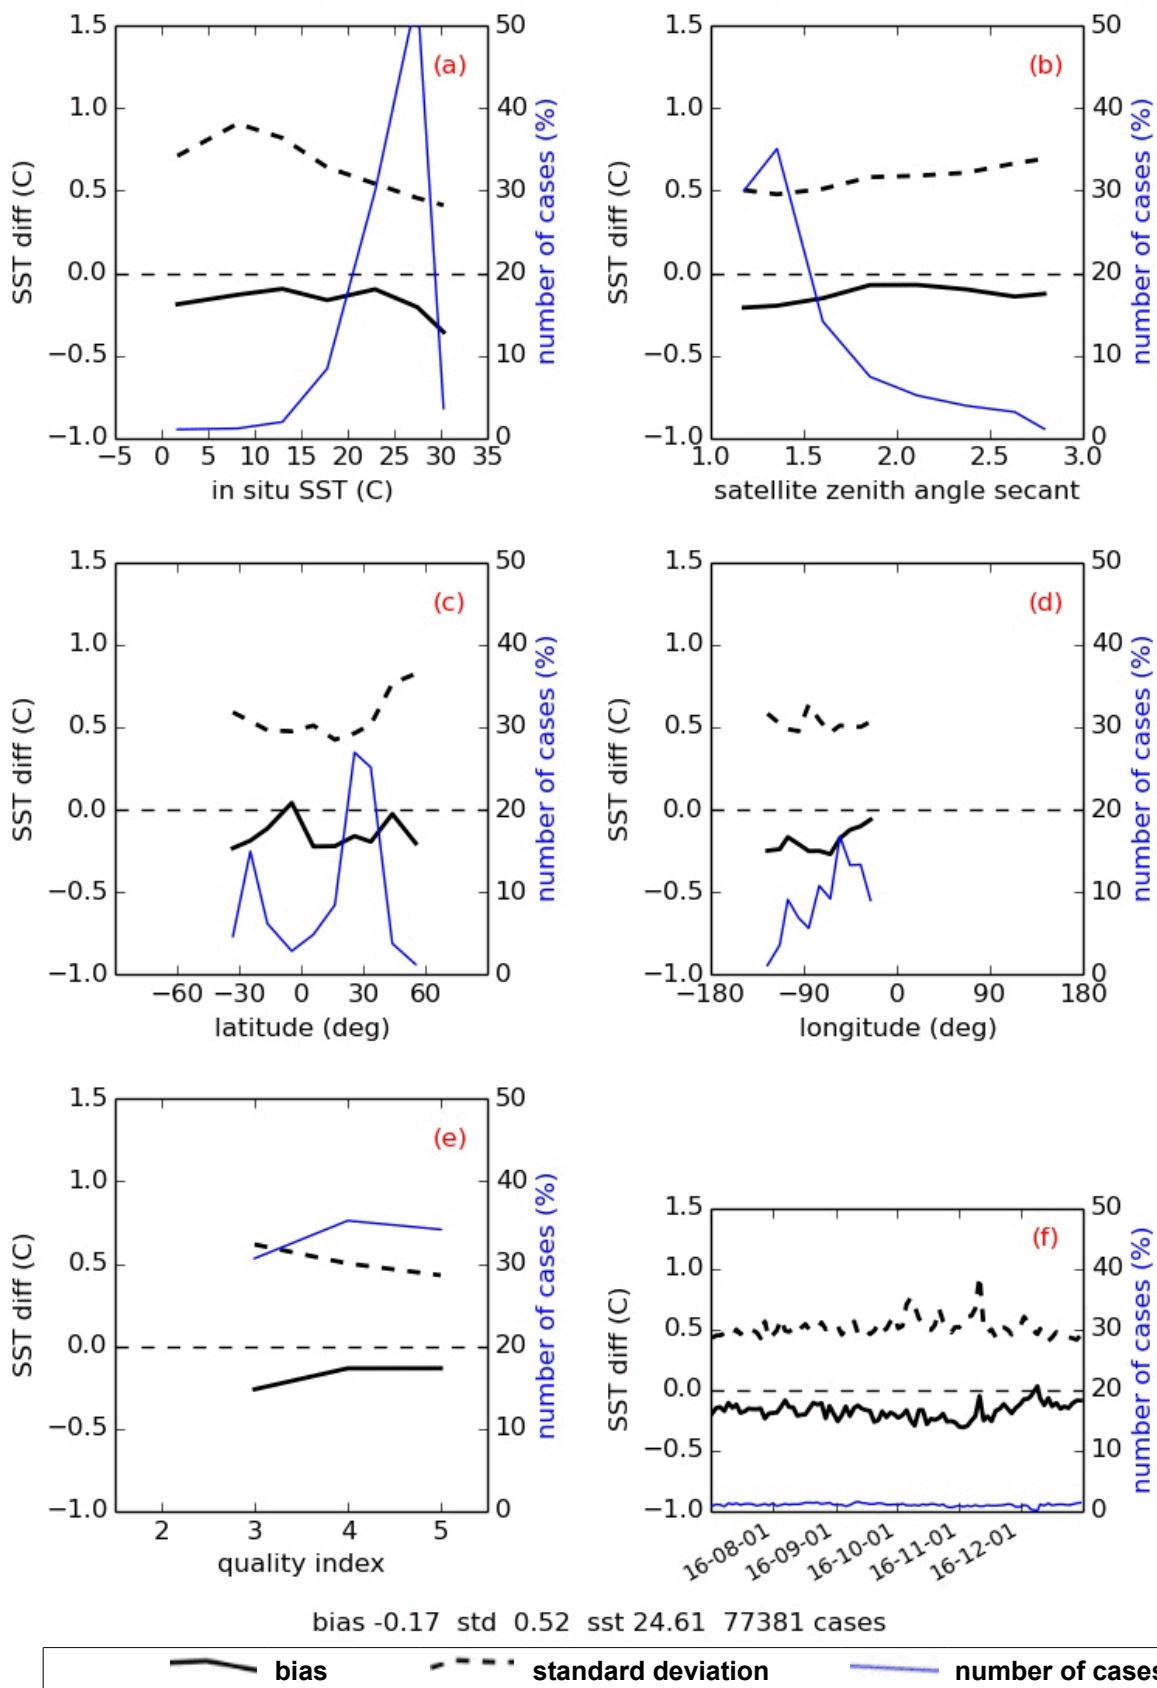 1.5
1.0
0.5
0.0
−0.5
−1.0
SST diff (C)
(a)
50
40
30
20
10
0
number of cases (%)
−5 0 5 10 15 20 25 30 35
in situ SST (C)
1.5
1.0
0.5
0.0
−0.5
−1.0
SST diff (C)
(b)
50
40
30
20
10
0
number of cases (%)
1.0 1.5 2.0 2.5 3.0
satellite zenith angle secant
1.5
1.0
0.5
0.0
−0.5
−1.0
SST diff (C)
(c)
50
40
30
20
10
0
number of cases (%)
−60 −30 0 30 60
latitude (deg)
1.5
1.0
0.5
0.0
−0.5
−1.0
SST diff (C)
(d)
50
40
30
20
10
0
number of cases (%)
−180 −90 0 90 180
longitude (deg)
1.5
1.0
0.5
0.0
−0.5
−1.0
SST diff (C)
(e)
50
40
30
20
10
0
number of cases (%)
2 3 4 5
quality index
1.5
1.0
0.5
0.0
−0.5
−1.0
SST diff (C)
(f)
50
40
30
20
10
0
number of cases (%)
16-08-01 16-09-01 16-10-01 16-11-01 16-12-01
bias -0.17 std 0.52 sst 24.61 77381 cases
bias standard deviation number of cases